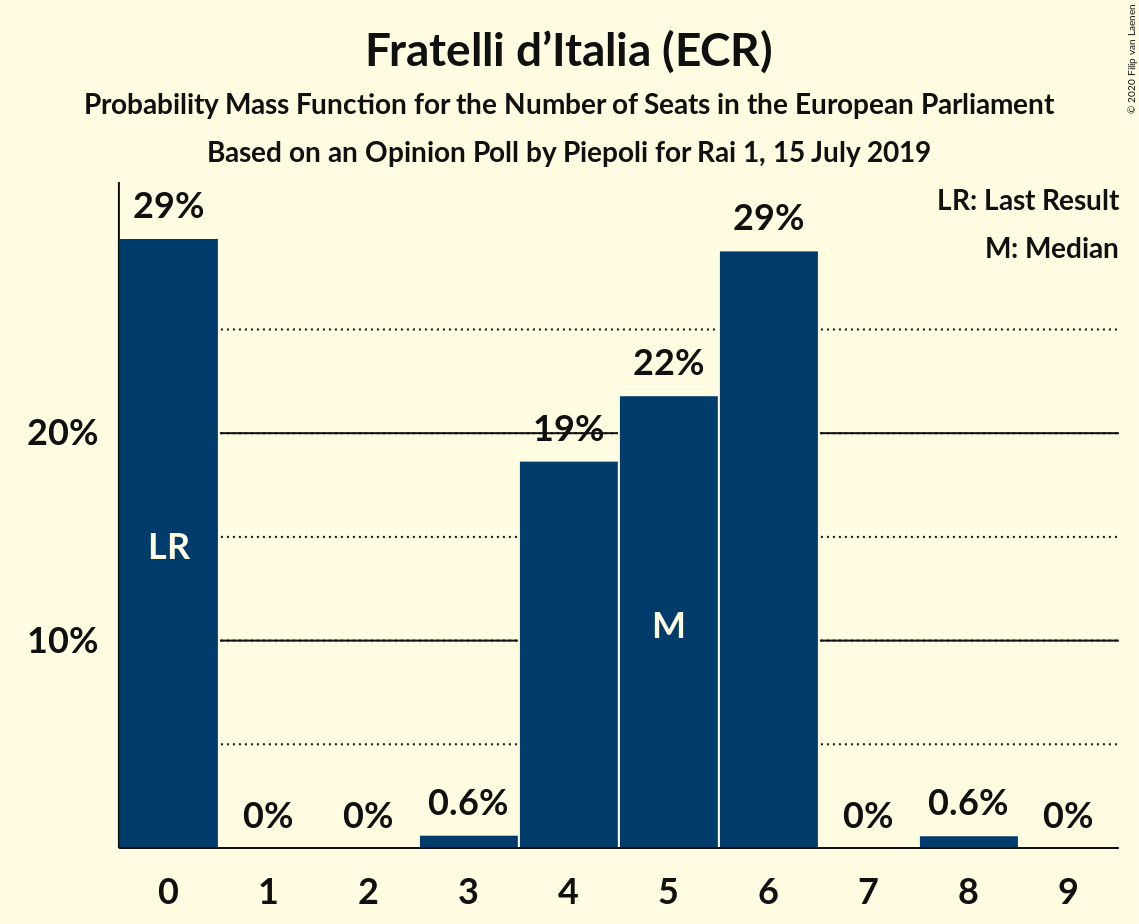 Fratelli d’Italia (ECR)
Probability Mass Function for the Number of Seats in the European Parliament
Based on an Opinion Poll by Piepoli for Rai 1, 15 July 2019
© 2020 Filip van Laenen
LR: Last Result
M: Median
29%
29%
22%
19%
20%
LR
M
10%
0%
0%
0.6%
0%
0.6%
0%
0 1 2 3 4 5 6 7 8 9